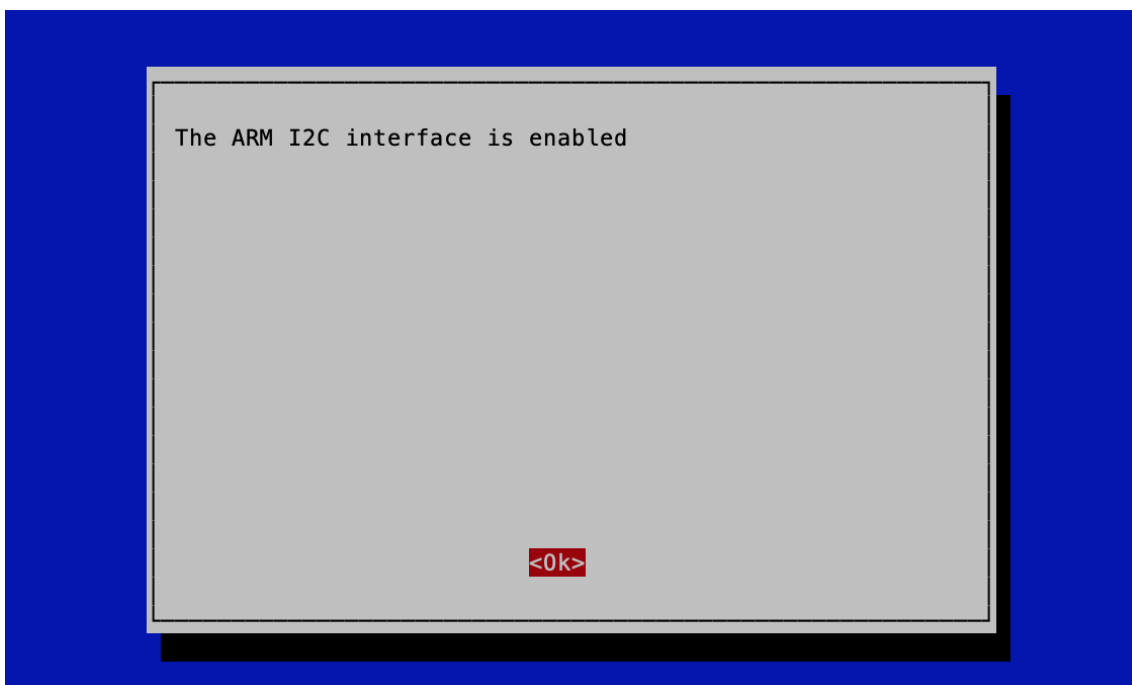 The ARM I2C interface is enabled
<Ok>